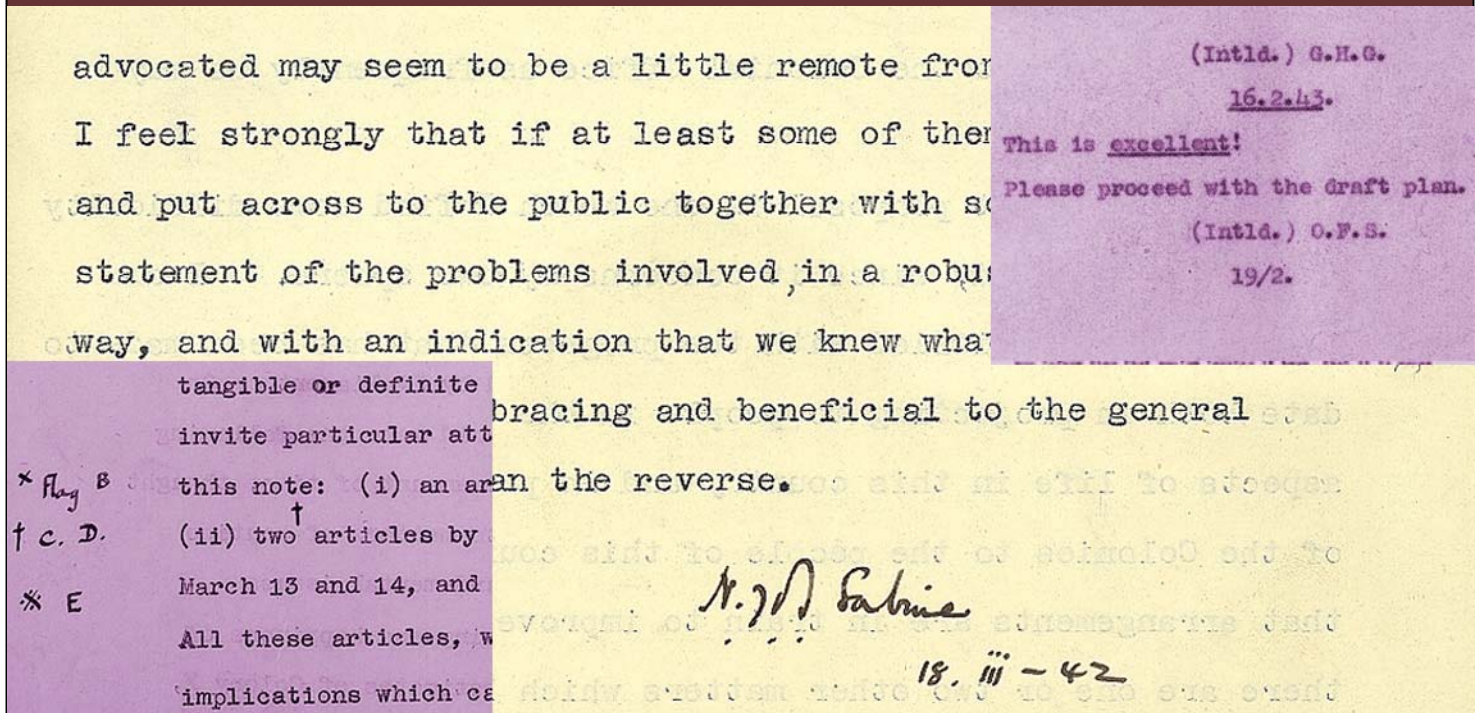 advocated may seem to be a little remote from
I feel strongly that if at least some of them
and put across to the public together with so
statement of the problems involved, in a robus
way, and with an indication that we knew what
bracing and beneficial to the general
an the reverse.
18. iii - 42
(Intld.) G.H.G.
16.2.43.
This is excellent!
Please proceed with the draft plan.
(Intld.) O.F.S.
19/2.
tangible or definite
invite particular att
* Flag B this note: (i) an ar
† C. D. (ii) two† articles by
March 13 and 14, and
※ E
All these articles, w
implications which ca